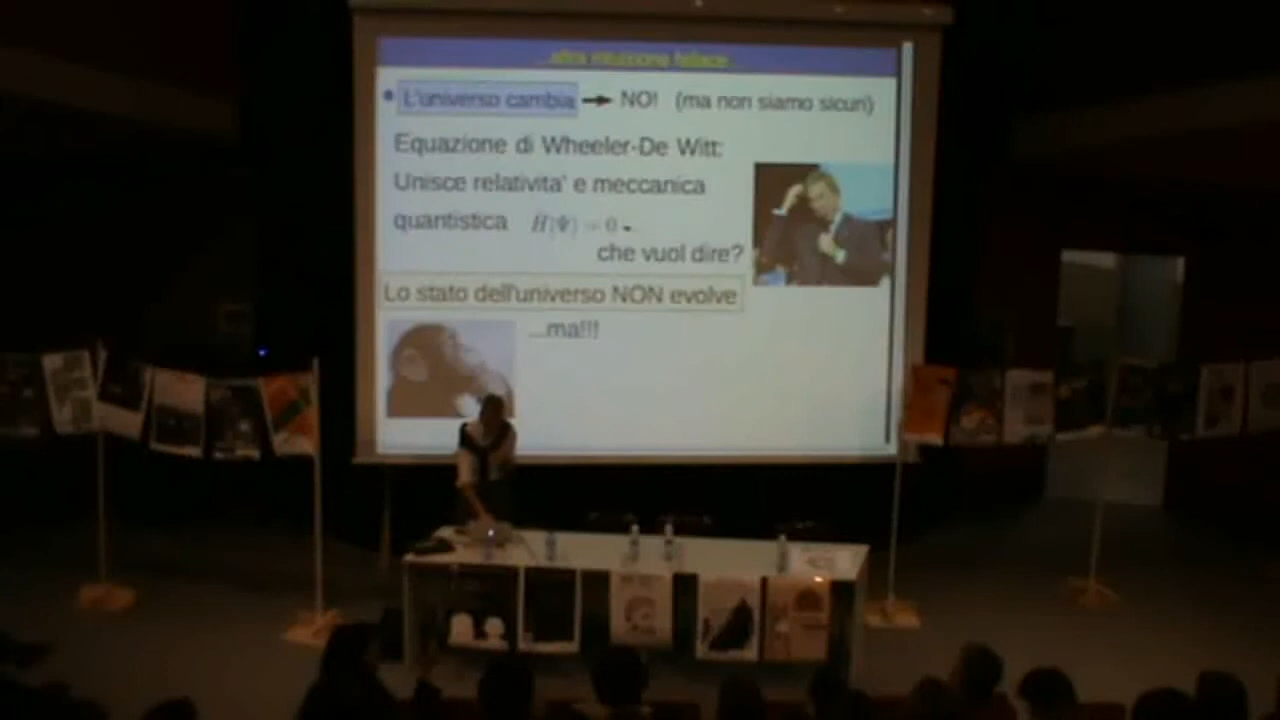 ...altra intuizione fallace...
L'universo cambia → NO! (ma non siamo sicuri)
Equazione di Wheeler-De Witt:
Unisce relatività' e meccanica
quantistica H|Ψ⟩ = 0
che vuol dire?
Lo stato dell'universo NON evolve
...ma!!!